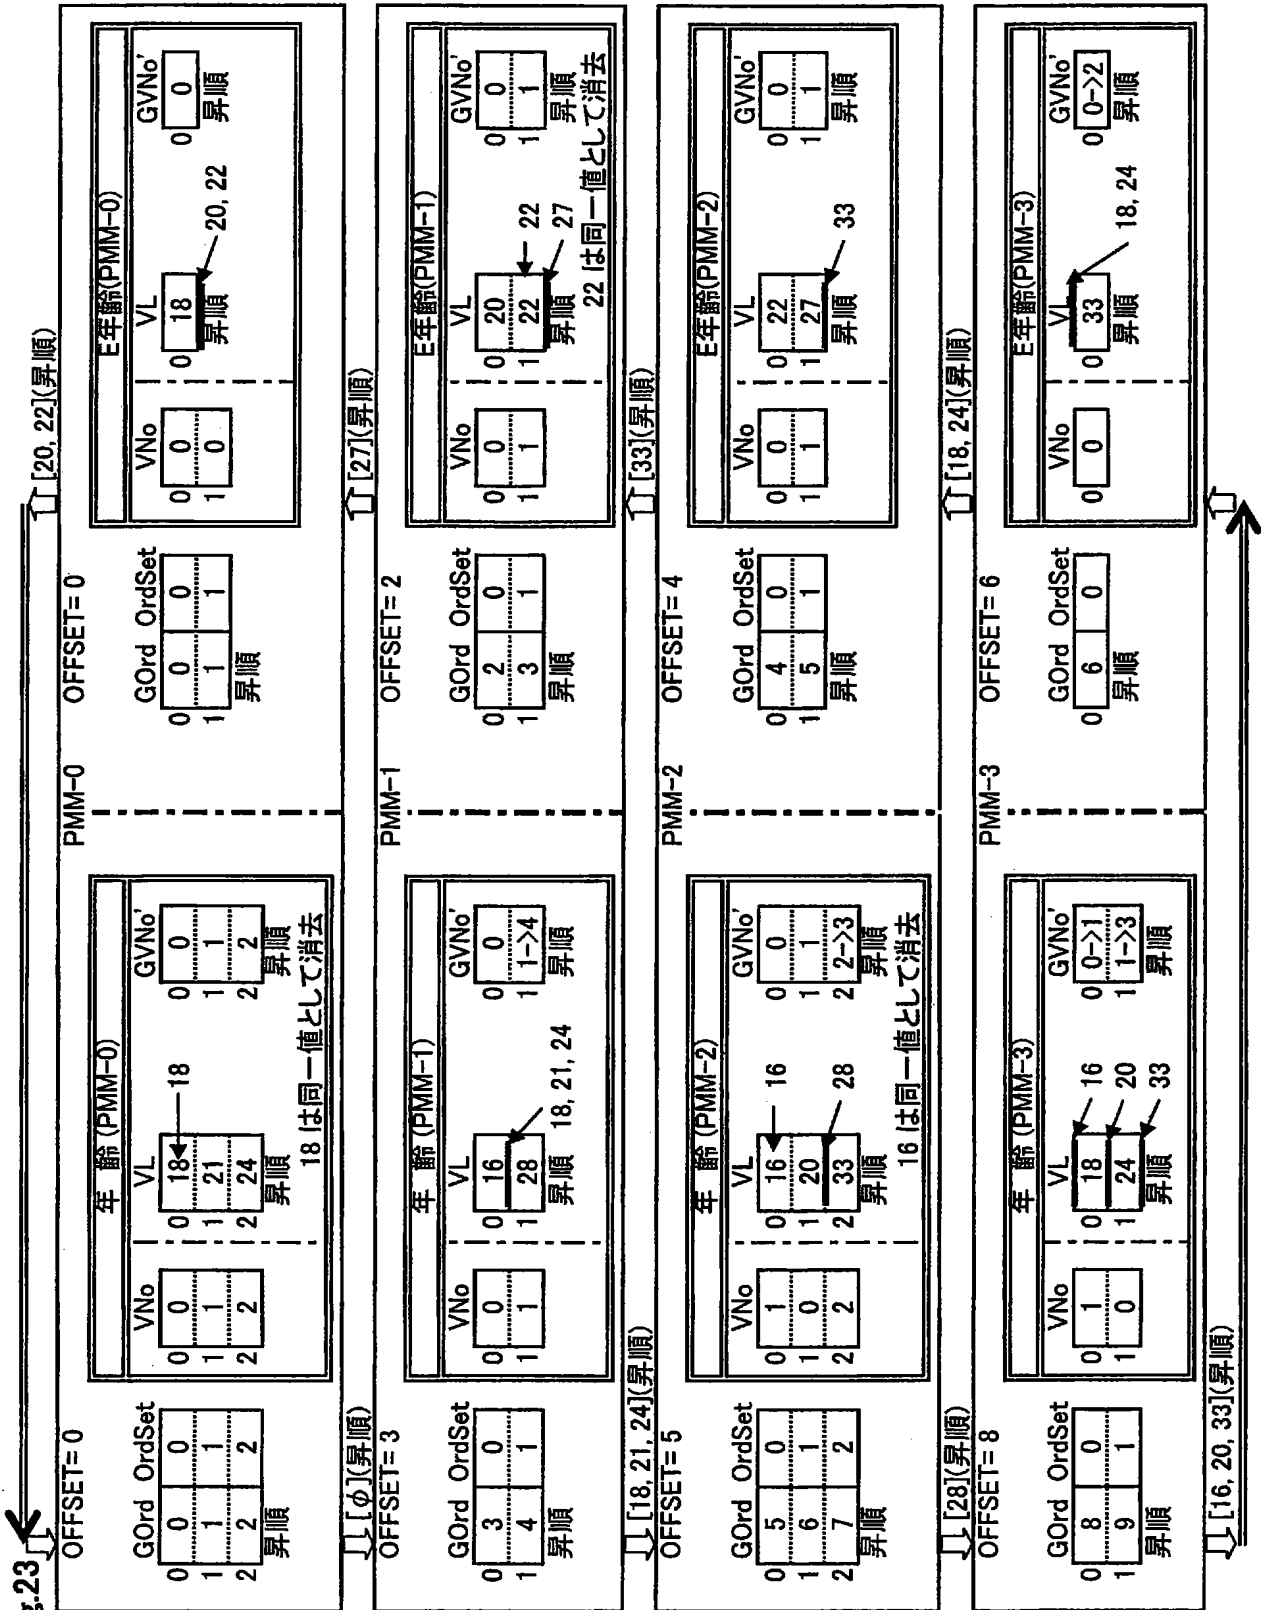 g.23
[20, 22](昇順)
OFFSET= 0
PMM-0
OFFSET= 0
年 齢 (PMM-0)
E年齢(PMM-0)
GOrd OrdSet
VNo VL GVNo'
GOrd OrdSet
VNo VL GVNo'
0 0 0 0 0 0 18 18 0 0
0 0 0 0 0 0 18 0 0
1 1 1 1 1 1 21 1 1
1 1 1 1 0 20, 22
2 2 2 2 2 2 24 2 2
昇順 昇順 昇順
昇順 昇順 昇順
18 は同一値として消去
[φ](昇順)
[27](昇順)
OFFSET= 3
PMM-1
OFFSET= 2
年 齢 (PMM-1)
E年齢(PMM-1)
GOrd OrdSet
VNo VL GVNo'
GOrd OrdSet
VNo VL GVNo'
0 3 0 0 0 0 16 0 0
0 2 0 0 0 0 20 0 0
1 4 1 1 1 1 28 18, 21, 24 1 1->4
1 3 1 1 1 1 22 22 1 1
昇順 昇順 昇順
昇順 昇順 27 昇順
22 は同一値として消去
[18, 21, 24](昇順)
[33](昇順)
OFFSET= 5
PMM-2
OFFSET= 4
年 齢 (PMM-2)
E年齢(PMM-2)
GOrd OrdSet
VNo VL GVNo'
GOrd OrdSet
VNo VL GVNo'
0 5 0 0 1 0 16 16 0 0
0 4 0 0 0 0 22 0 0
1 6 1 1 0 1 20 1 1
1 5 1 1 1 1 27 33 1 1
2 7 2 2 2 2 33 28 2 2->3
昇順 昇順 昇順
昇順 昇順 昇順
16 は同一値として消去
[28](昇順)
[18, 24](昇順)
OFFSET= 8
PMM-3
OFFSET= 6
年 齢 (PMM-3)
E年齢(PMM-3)
GOrd OrdSet
VNo VL 16 GVNo'
GOrd OrdSet
VNo VL GVNo'
0 8 0 0 1 0 18 20 0 0->1
0 6 0 0 0 0 33 18, 24 0 0->2
1 9 1 1 0 1 24 33 1 1->3
昇順 昇順 昇順
昇順 昇順 昇順
[16, 20, 33](昇順)